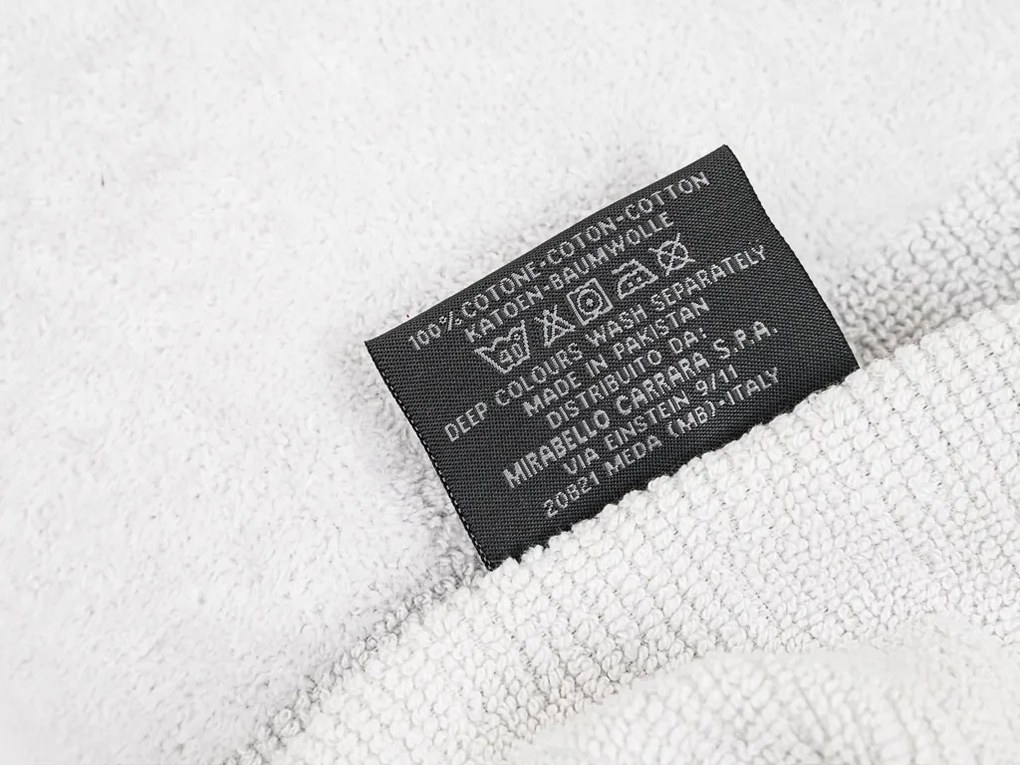 100%COTONE-COTON-COTTON
KATOEN-BAUMWOLLE
40
DEEP COLOURS WASH SEPARATELY
MADE IN PAKISTAN
DISTRIBUITO DA:
MIRABELLO CARRARA S.P.A.
VIA EINSTEIN 9/11
20821 MEDA (MB)-ITALY